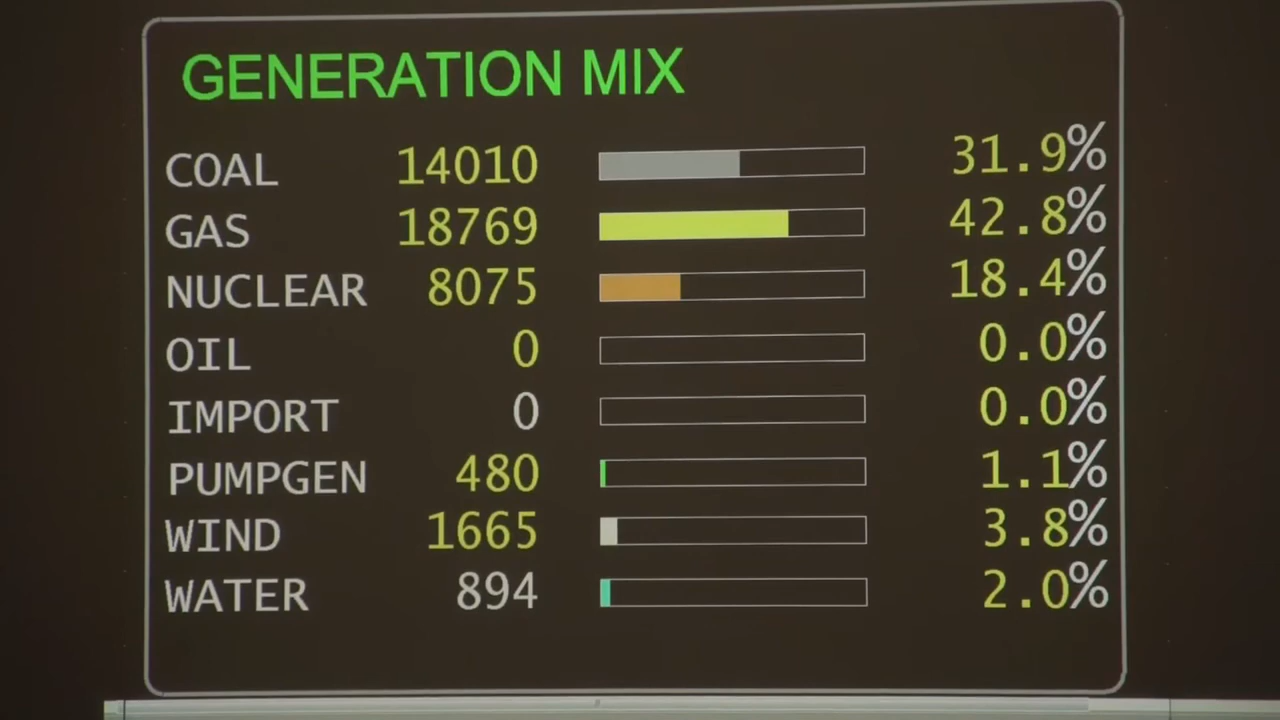 GENERATION MIX
COAL 14010 31.9%
GAS 18769 42.8%
NUCLEAR 8075 18.4%
OIL 0 0.0%
IMPORT 0 0.0%
PUMPGEN 480 1.1%
WIND 1665 3.8%
WATER 894 2.0%